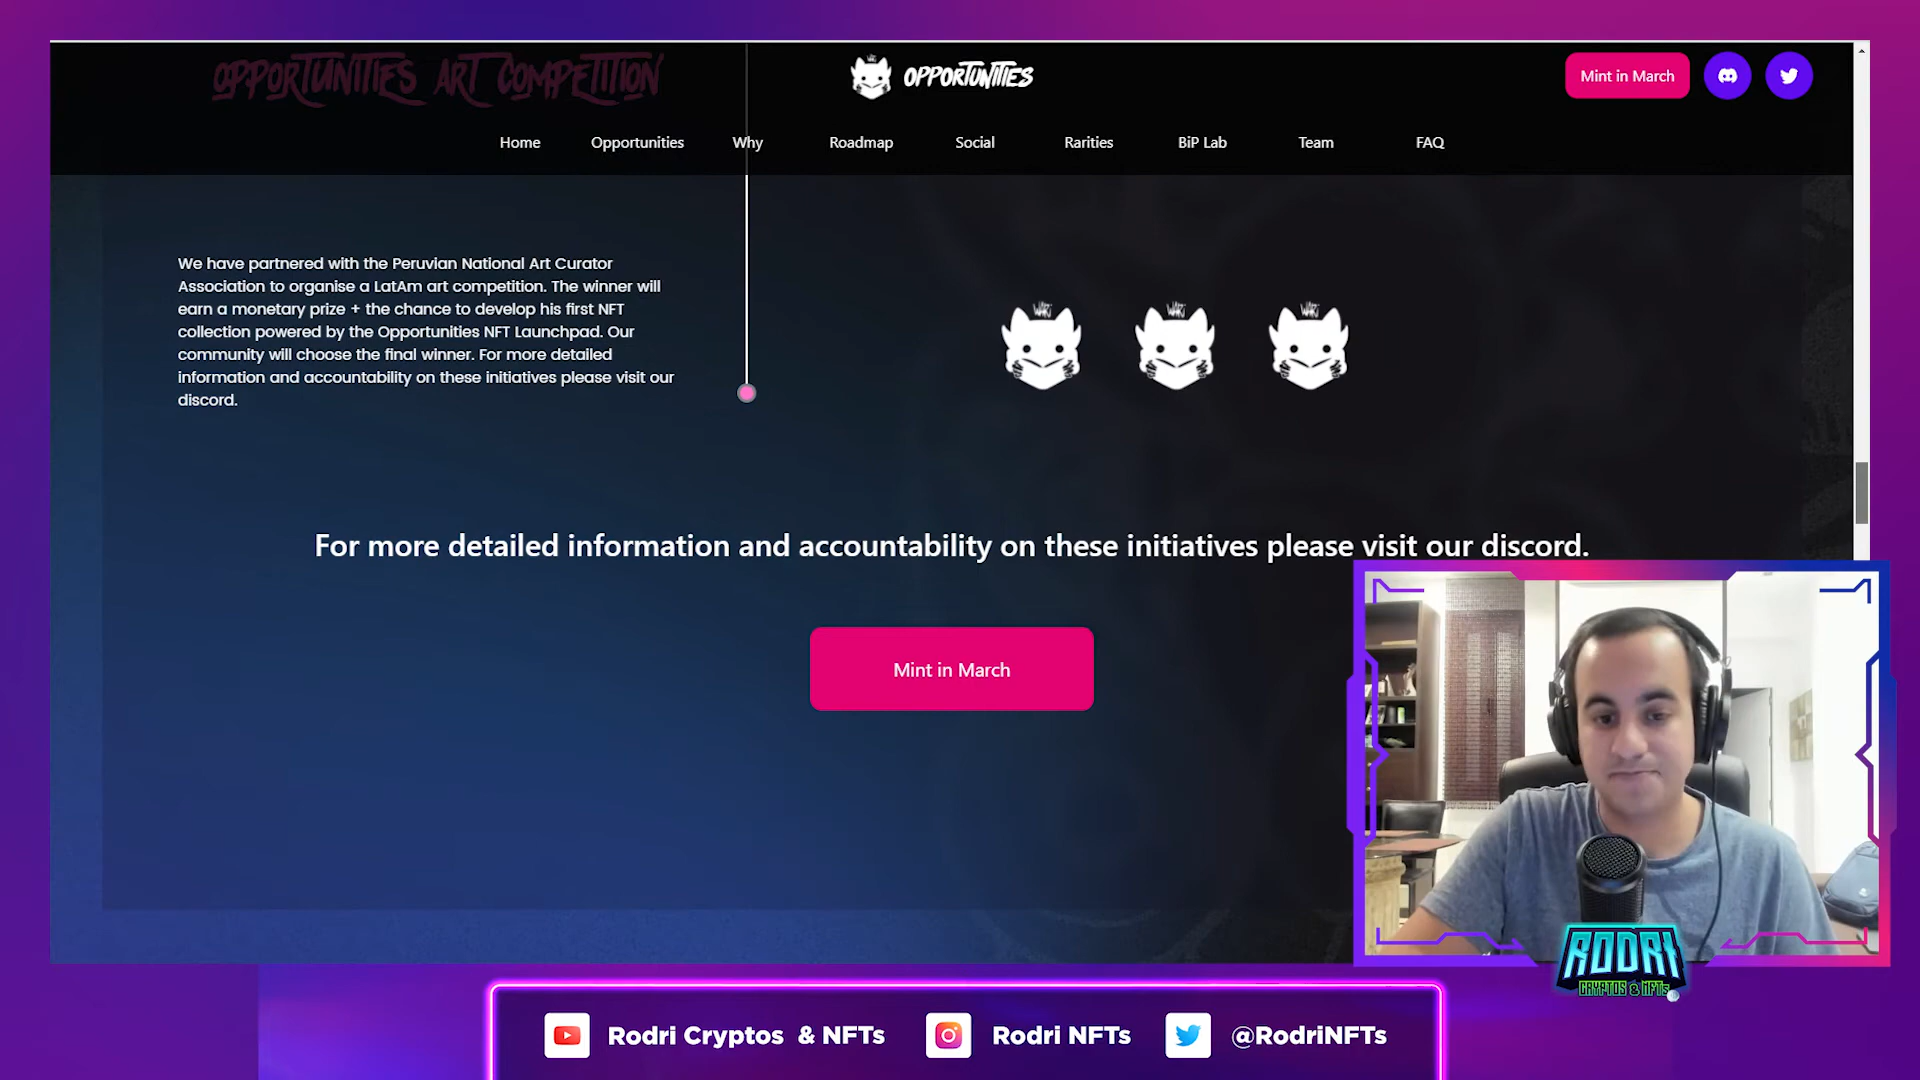 OPPORTUNITIES ART COMPETITION
OPPORTUNITIES
Mint in March
Home
Opportunities
Why
Roadmap
Social
Rarities
BiP Lab
Team
FAQ
We have partnered with the Peruvian National Art Curator
Association to organise a LatAm art competition. The winner will
earn a monetary prize + the chance to develop his first NFT
collection powered by the Opportunities NFT Launchpad. Our
community will choose the final winner. For more detailed
information and accountability on these initiatives please visit our
discord.
WAKI
WAKI
WAKI
For more detailed information and accountability on these initiatives please visit our discord.
Mint in March
RODRI
CRYPTOS & NFTs
Rodri Cryptos & NFTs
Rodri NFTs
@RodriNFTs